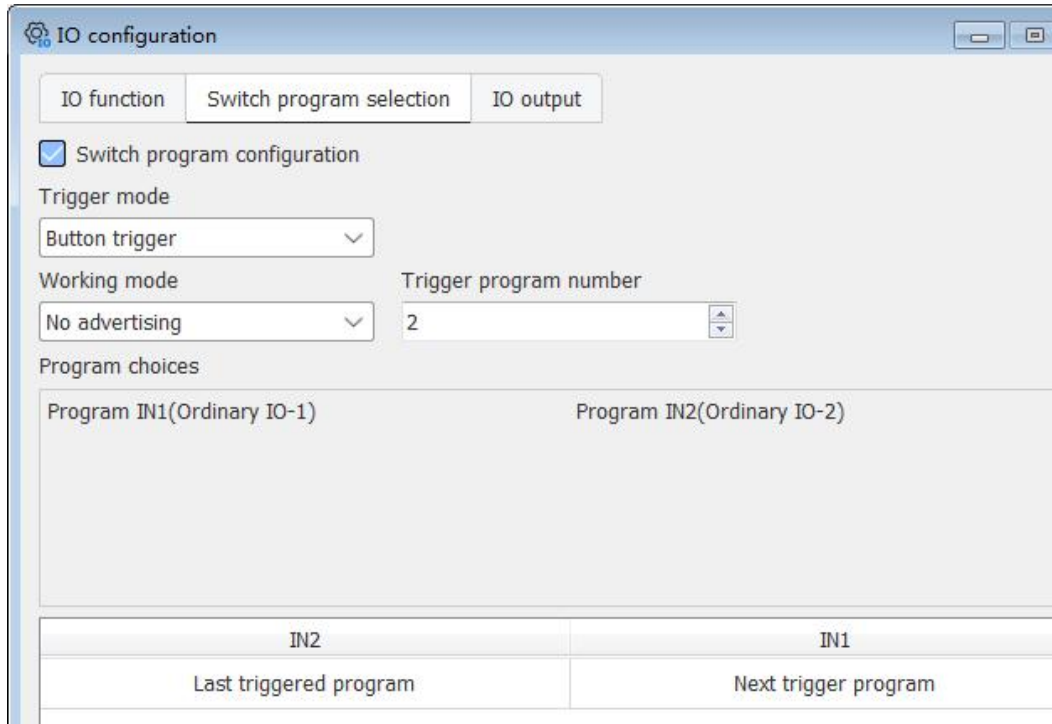 IO configuration
IO function Switch program selection IO output
Switch program configuration
Trigger mode
Button trigger
Working mode Trigger program number
No advertising 2
Program choices
Program IN1(Ordinary IO-1) Program IN2(Ordinary IO-2)
IN2 IN1
Last triggered program Next trigger program